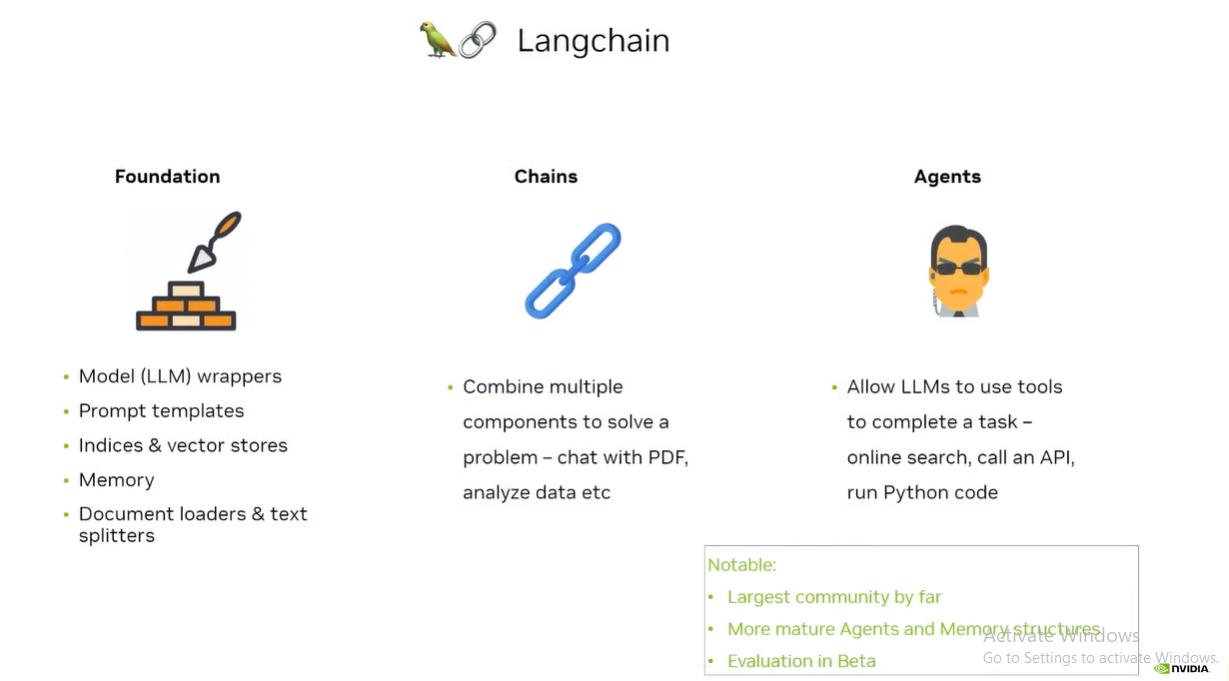 Langchain
Foundation
Model (LLM) wrappers
Prompt templates
Indices & vector stores
Memory
Document loaders & text
splitters
Chains
Combine multiple
components to solve a
problem – chat with PDF,
analyze data etc
Agents
Allow LLMs to use tools
to complete a task –
online search, call an API,
run Python code
Notable:
Largest community by far
More mature Agents and Memory structures
Evaluation in Beta
Activate Windows
Go to Settings to activate Windows.
NVIDIA.